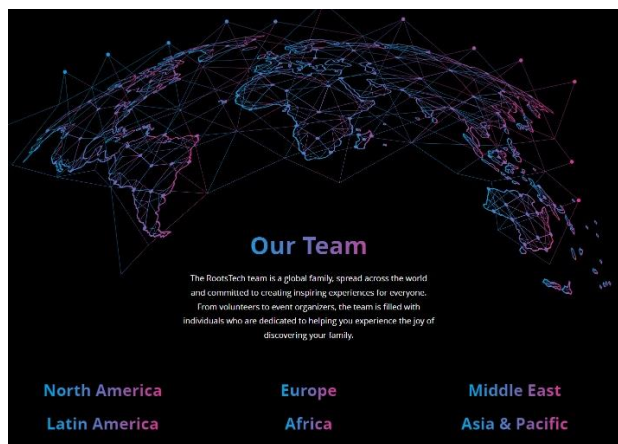 Our Team
The RootsTech team is a global family, spread across the world
and committed to creating inspiring experiences for everyone.
From volunteers to event organizers, the team is filled with
individuals who are dedicated to helping you experience the joy of
discovering your family.
North America Europe Middle East
Latin America Africa Asia & Pacific